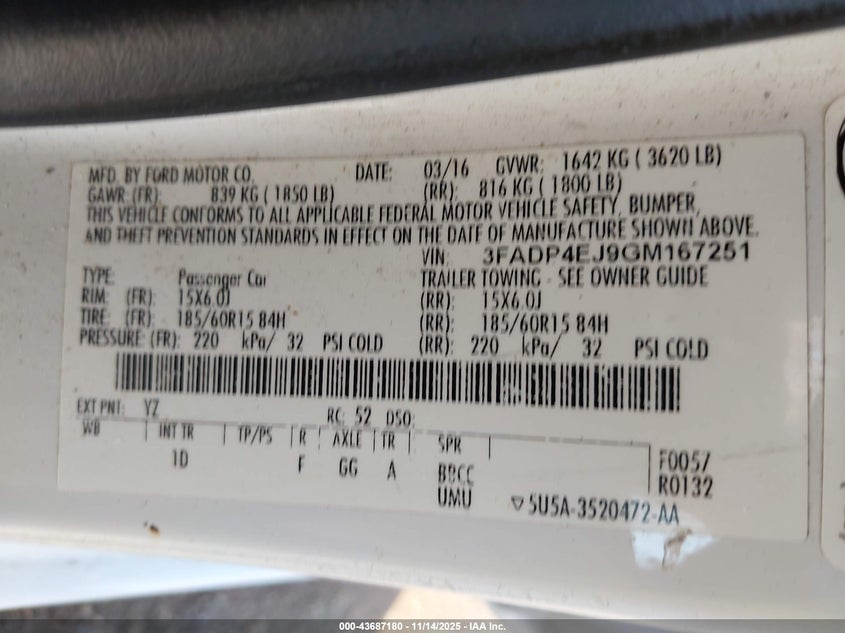 MFD. BY FORD MOTOR CO. DATE: 03/16 GVWR: 1642 KG ( 3620 LB)
GAWR: (FR): 839 KG ( 1850 LB) (RR): 816 KG ( 1800 LB)
THIS VEHICLE CONFORMS TO ALL APPLICABLE FEDERAL MOTOR VEHICLE SAFETY, BUMPER,
AND THEFT PREVENTION STANDARDS IN EFFECT ON THE DATE OF MANUFACTURE SHOWN ABOVE.
VIN: 3FADP4EJ9GM167251
TYPE: Passenger Car TRAILER TOWING - SEE OWNER GUIDE
RIM: (FR): 15X6.0J (RR): 15X6.0J
TIRE: (FR): 185/60R15 84H (RR): 185/60R15 84H
PRESSURE: (FR): 220 kPa/ 32 PSI COLD (RR): 220 kPa/ 32 PSI COLD
EXT PNT: YZ RC: 52 DSO:
WB INT TR TP/PS R AXLE TR SPR
1D F GG A BBCC
UMU
F0057
R0132
▽5U5A-3520472-AA
000-43687180 - 11/14/2025 - IAA Inc.